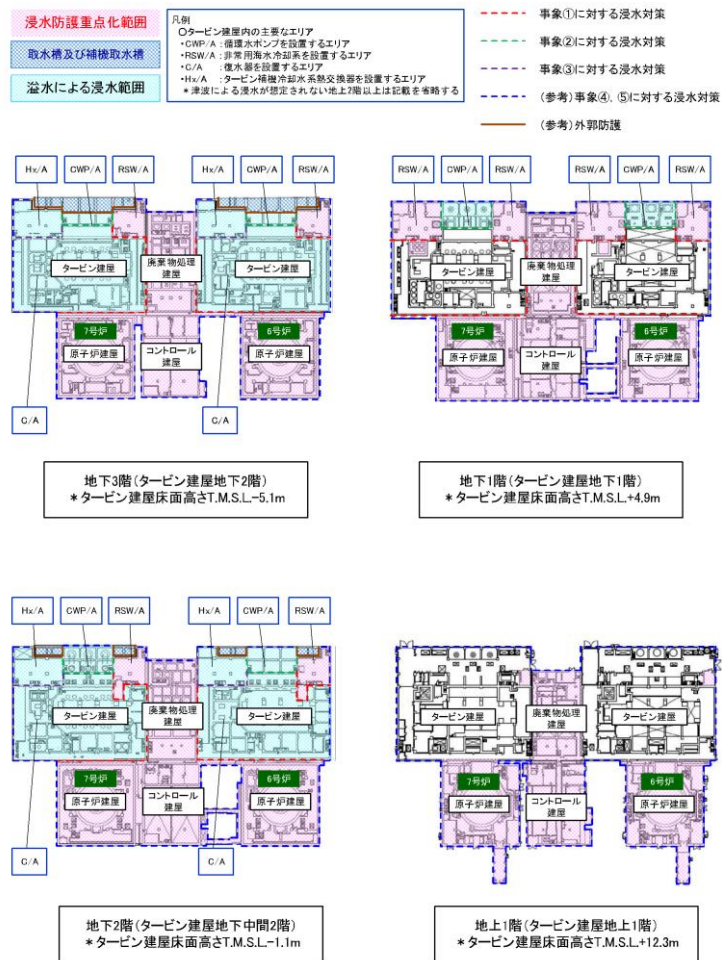 浸水防護重点化範囲
取水槽及び補機取水槽
溢水による浸水範囲
凡例
○タービン建屋内の主要なエリア
・CWP/A：循環水ポンプを設置するエリア
・RSW/A：非常用海水冷却系を設置するエリア
・C/A　：復水器を設置するエリア
・Hx/A　：タービン補機冷却水系熱交換器を設置するエリア
＊津波による浸水が想定されない地上2階以上は記載を省略する
事象①に対する浸水対策
事象②に対する浸水対策
事象③に対する浸水対策
(参考)事象④,⑤に対する浸水対策
(参考)外郭防護
Hx/A CWP/A RSW/A Hx/A CWP/A RSW/A
タービン建屋 廃棄物処理建屋 タービン建屋
7号炉 6号炉
原子炉建屋 コントロール建屋 原子炉建屋
C/A C/A
地下3階(タービン建屋地下2階)
＊タービン建屋床面高さT.M.S.L.−5.1m
RSW/A CWP/A RSW/A RSW/A CWP/A RSW/A
タービン建屋 廃棄物処理建屋 タービン建屋
7号炉 6号炉
原子炉建屋 コントロール建屋 原子炉建屋
地下1階(タービン建屋地下1階)
＊タービン建屋床面高さT.M.S.L.+4.9m
Hx/A CWP/A RSW/A Hx/A CWP/A RSW/A
タービン建屋 廃棄物処理建屋 タービン建屋
7号炉 6号炉
原子炉建屋 コントロール建屋 原子炉建屋
C/A C/A
地下2階(タービン建屋地下中間2階)
＊タービン建屋床面高さT.M.S.L.−1.1m
タービン建屋 廃棄物処理建屋 タービン建屋
7号炉 6号炉
原子炉建屋 コントロール建屋 原子炉建屋
地上1階(タービン建屋地上1階)
＊タービン建屋床面高さT.M.S.L.+12.3m